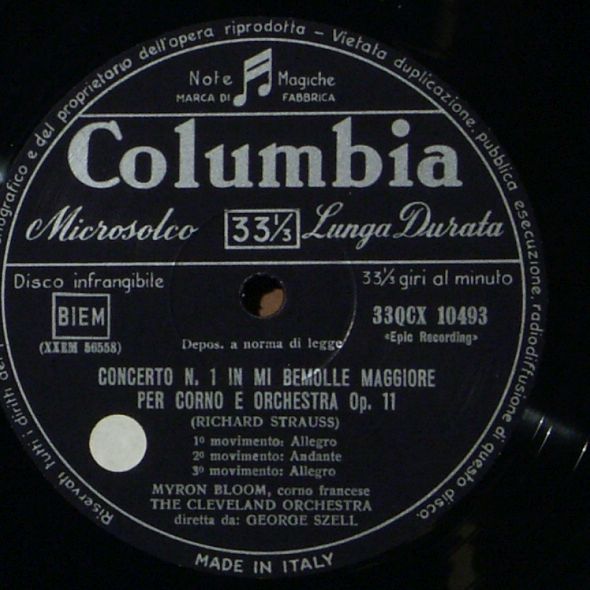 del produttore fonografico e del proprietario dell'opera riprodotta - Vietata duplicazione, pubblica esecuzione, radiodiffusione di questo disco.
Note Magiche
MARCA DI FABBRICA
Columbia
Microsolco 33⅓ Lunga Durata
Disco infrangibile 33⅓ giri al minuto
BIEM 33QCX 10493
(XXEM 56558) Depos. a norma di legge «Epic Recording»
CONCERTO N. 1 IN MI BEMOLLE MAGGIORE
PER CORNO E ORCHESTRA Op. 11
(RICHARD STRAUSS)
1º movimento: Allegro
2º movimento: Andante
3º movimento: Allegro
MYRON BLOOM, corno francese
THE CLEVELAND ORCHESTRA
diretta da: GEORGE SZELL
Riservati tutti i diritti
MADE IN ITALY